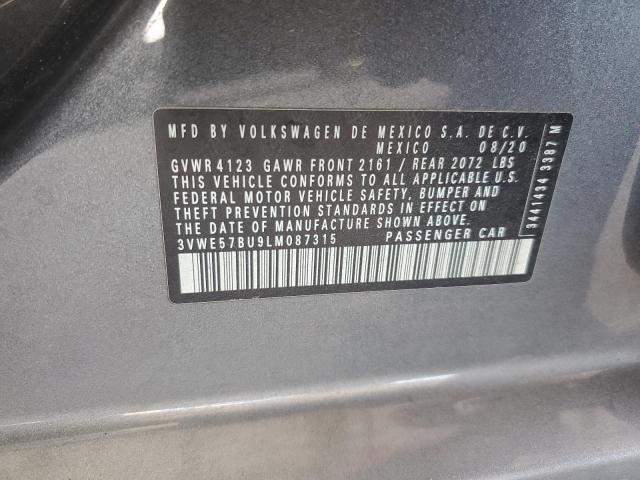 MFD BY VOLKSWAGEN DE MEXICO S.A. DE C.V.
MEXICO 08/20
GVWR 4123 GAWR FRONT 2161 / REAR 2072 LBS
THIS VEHICLE CONFORMS TO ALL APPLICABLE U.S.
FEDERAL MOTOR VEHICLE SAFETY, BUMPER AND
THEFT PREVENTION STANDARDS IN EFFECT ON
THE DATE OF MANUFACTURE SHOWN ABOVE.
3VWE57BU9LM087315 PASSENGER CAR
3441434 3387 M